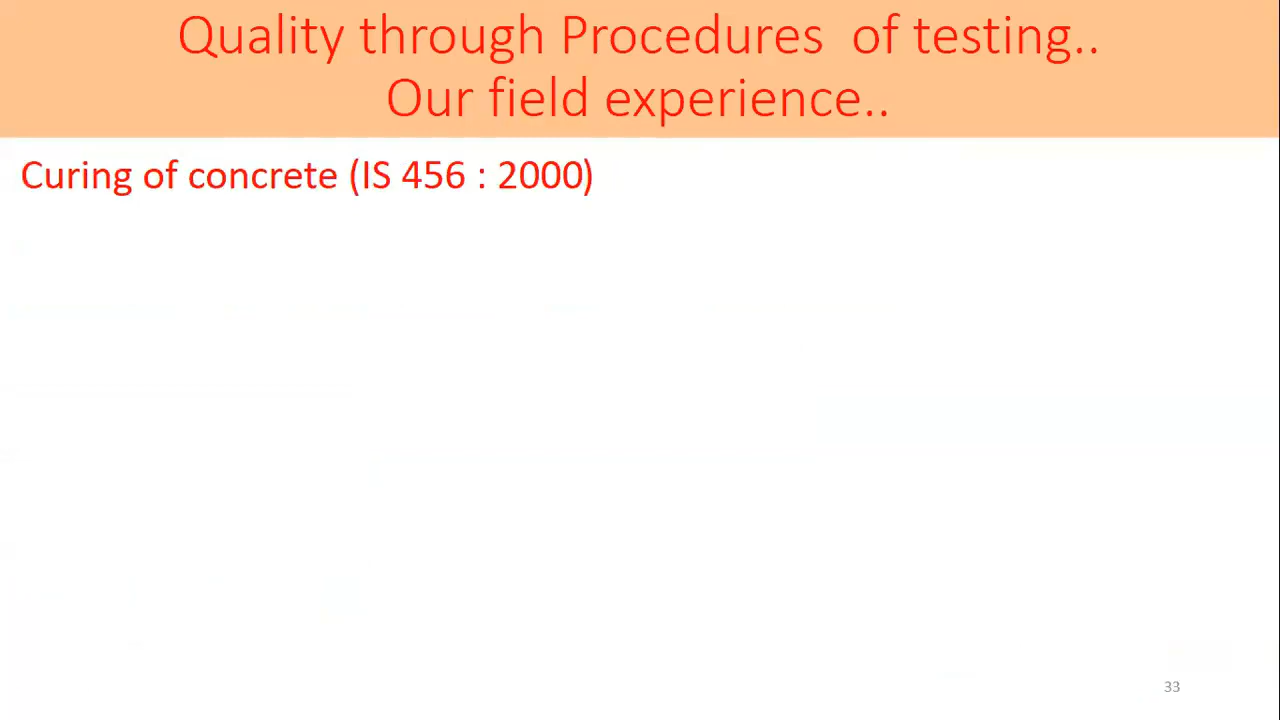 Quality through Procedures  of testing..
Our field experience..
Curing of concrete (IS 456 : 2000)
33